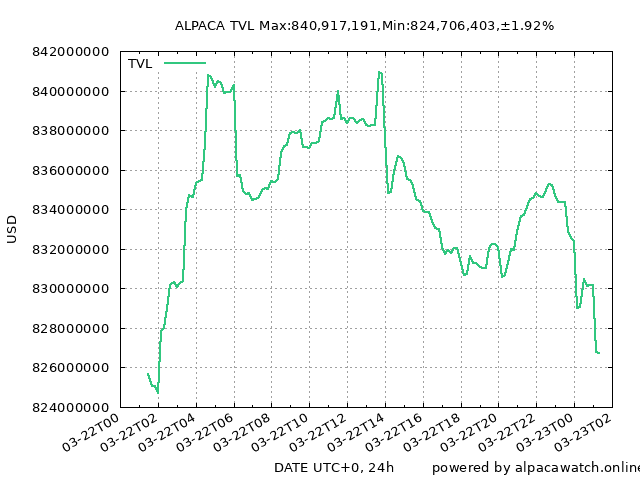 ALPACA TVL Max:840,917,191,Min:824,706,403,±1.92%
842000000
TVL
840000000
838000000
836000000
834000000
USD
832000000
830000000
828000000
826000000
824000000
03-22T00
03-22T02
03-22T04
03-22T06
03-22T08
03-22T10
03-22T12
03-22T14
03-22T16
03-22T18
03-22T20
03-22T22
03-23T00
03-23T02
DATE UTC+0, 24h
powered by alpacawatch.online